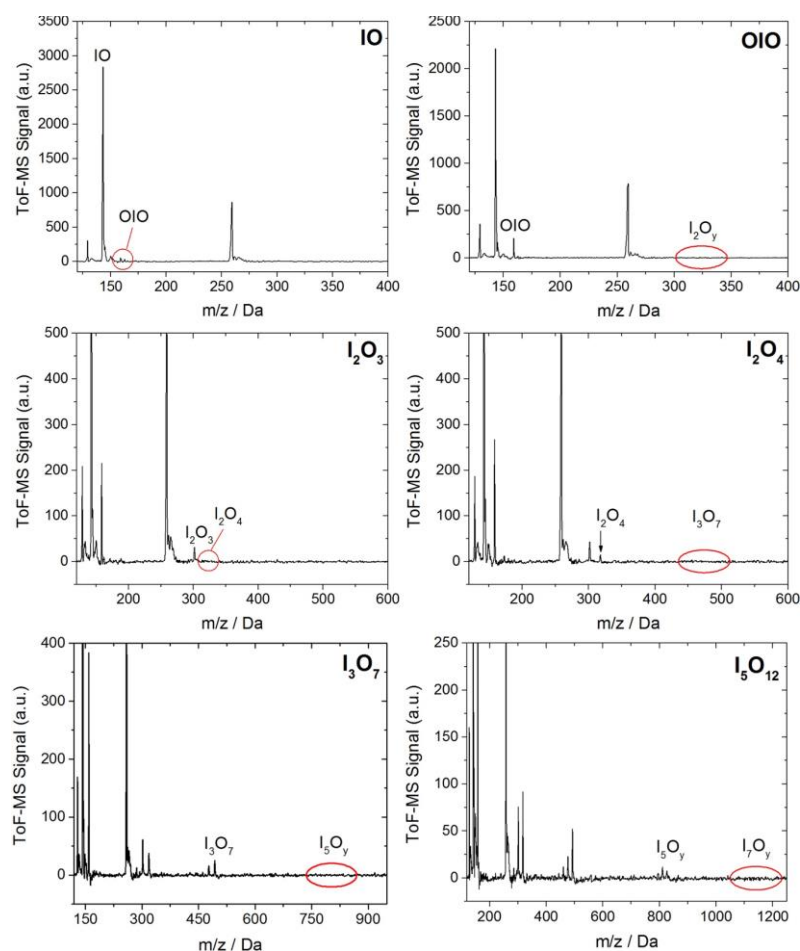 3500
3000
2500
2000
1500
1000
500
0
ToF-MS Signal (a.u.)
IO
IO
OIO
150 200 250 300 350 400
m/z / Da
2500
2000
1500
1000
500
0
ToF-MS Signal (a.u.)
OIO
OIO
I₂Oᵧ
150 200 250 300 350 400
m/z / Da
500
400
300
200
100
0
ToF-MS Signal (a.u.)
I₂O₃
I₂O₄
I₂O₃
200 300 400 500 600
m/z / Da
500
400
300
200
100
0
ToF-MS Signal (a.u.)
I₂O₄
I₂O₄
I₃O₇
200 300 400 500 600
m/z / Da
400
300
200
100
0
ToF-MS Signal (a.u.)
I₃O₇
I₃O₇
I₅Oᵧ
150 300 450 600 750 900
m/z / Da
250
200
150
100
50
0
ToF-MS Signal (a.u.)
I₅O₁₂
I₅Oᵧ
I₇Oᵧ
200 400 600 800 1000 1200
m/z / Da